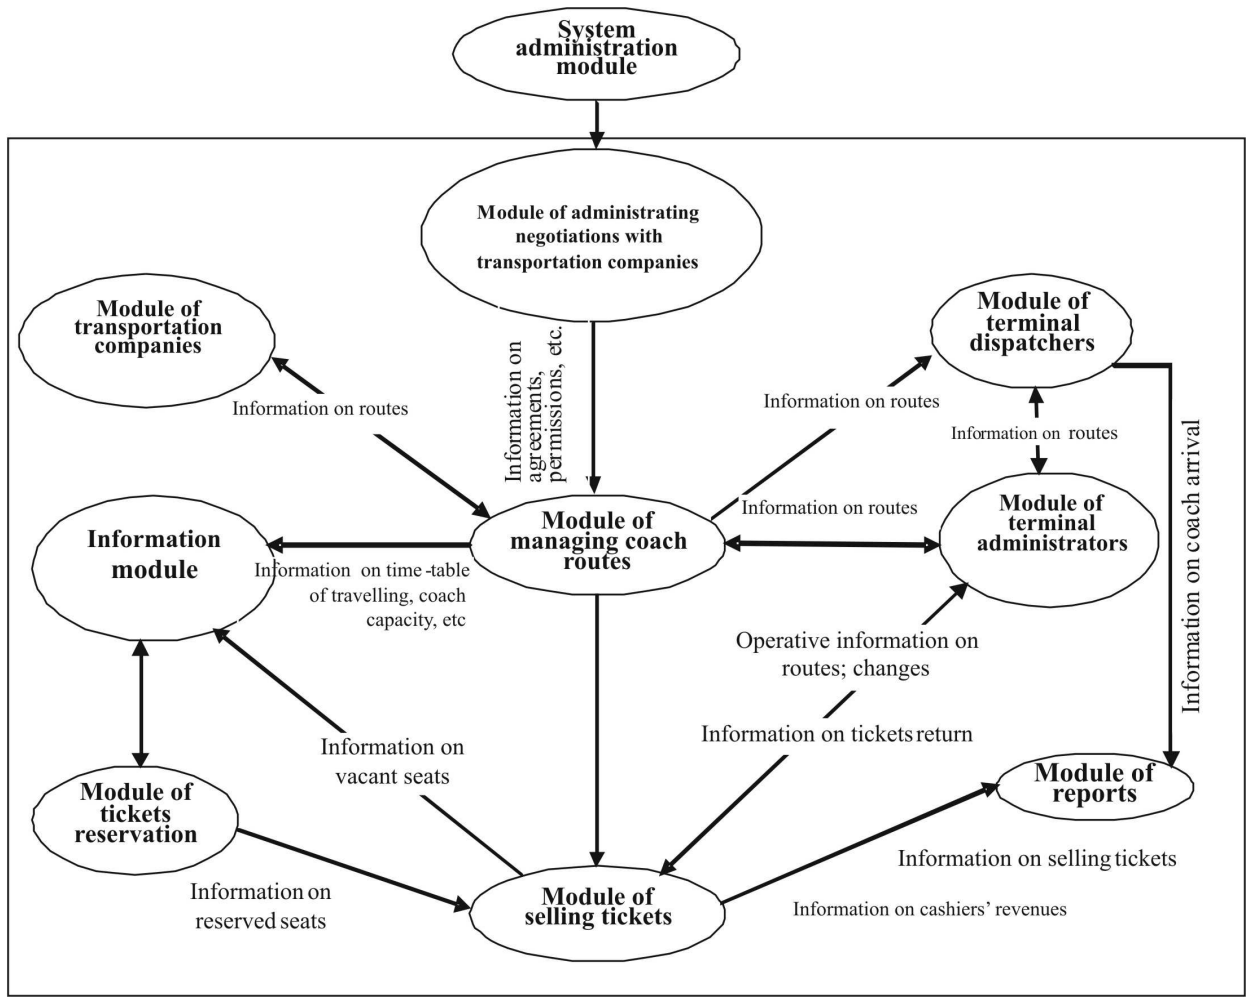 System
administration
module
Module of administrating
negotiations with
transportation companies
Module of
transportation
companies
Module of
terminal
dispatchers
Information on
agreements,
permissions, etc.
Information on routes
Information on routes
Information on routes
Information on coach arrival
Information on routes
Module of
managing coach
routes
Module of
terminal
administrators
Information
module
Information on time-table
of travelling, coach
capacity, etc
Operative information on
routes; changes
Information on tickets return
Information on
vacant seats
Module of
tickets
reservation
Module of
reports
Information on
reserved seats
Module of
selling tickets
Information on selling tickets
Information on cashiers' revenues